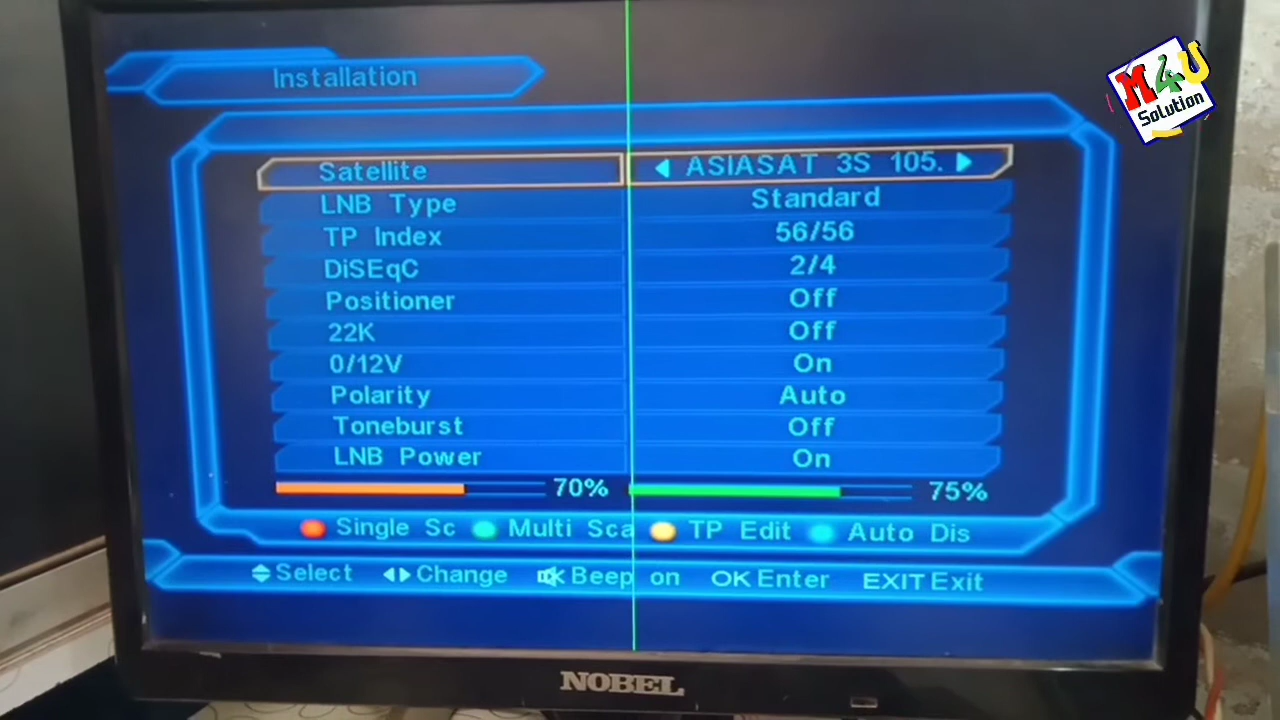 Installation
M4U
Solution
Satellite ASIASAT 3S 105.
LNB Type Standard
TP Index 56/56
DiSEqC 2/4
Positioner Off
22K Off
0/12V On
Polarity Auto
Toneburst Off
LNB Power On
70% 75%
Single Sc Multi Sca TP Edit Auto Dis
Select Change Beep on OK Enter EXIT Exit
NOBEL